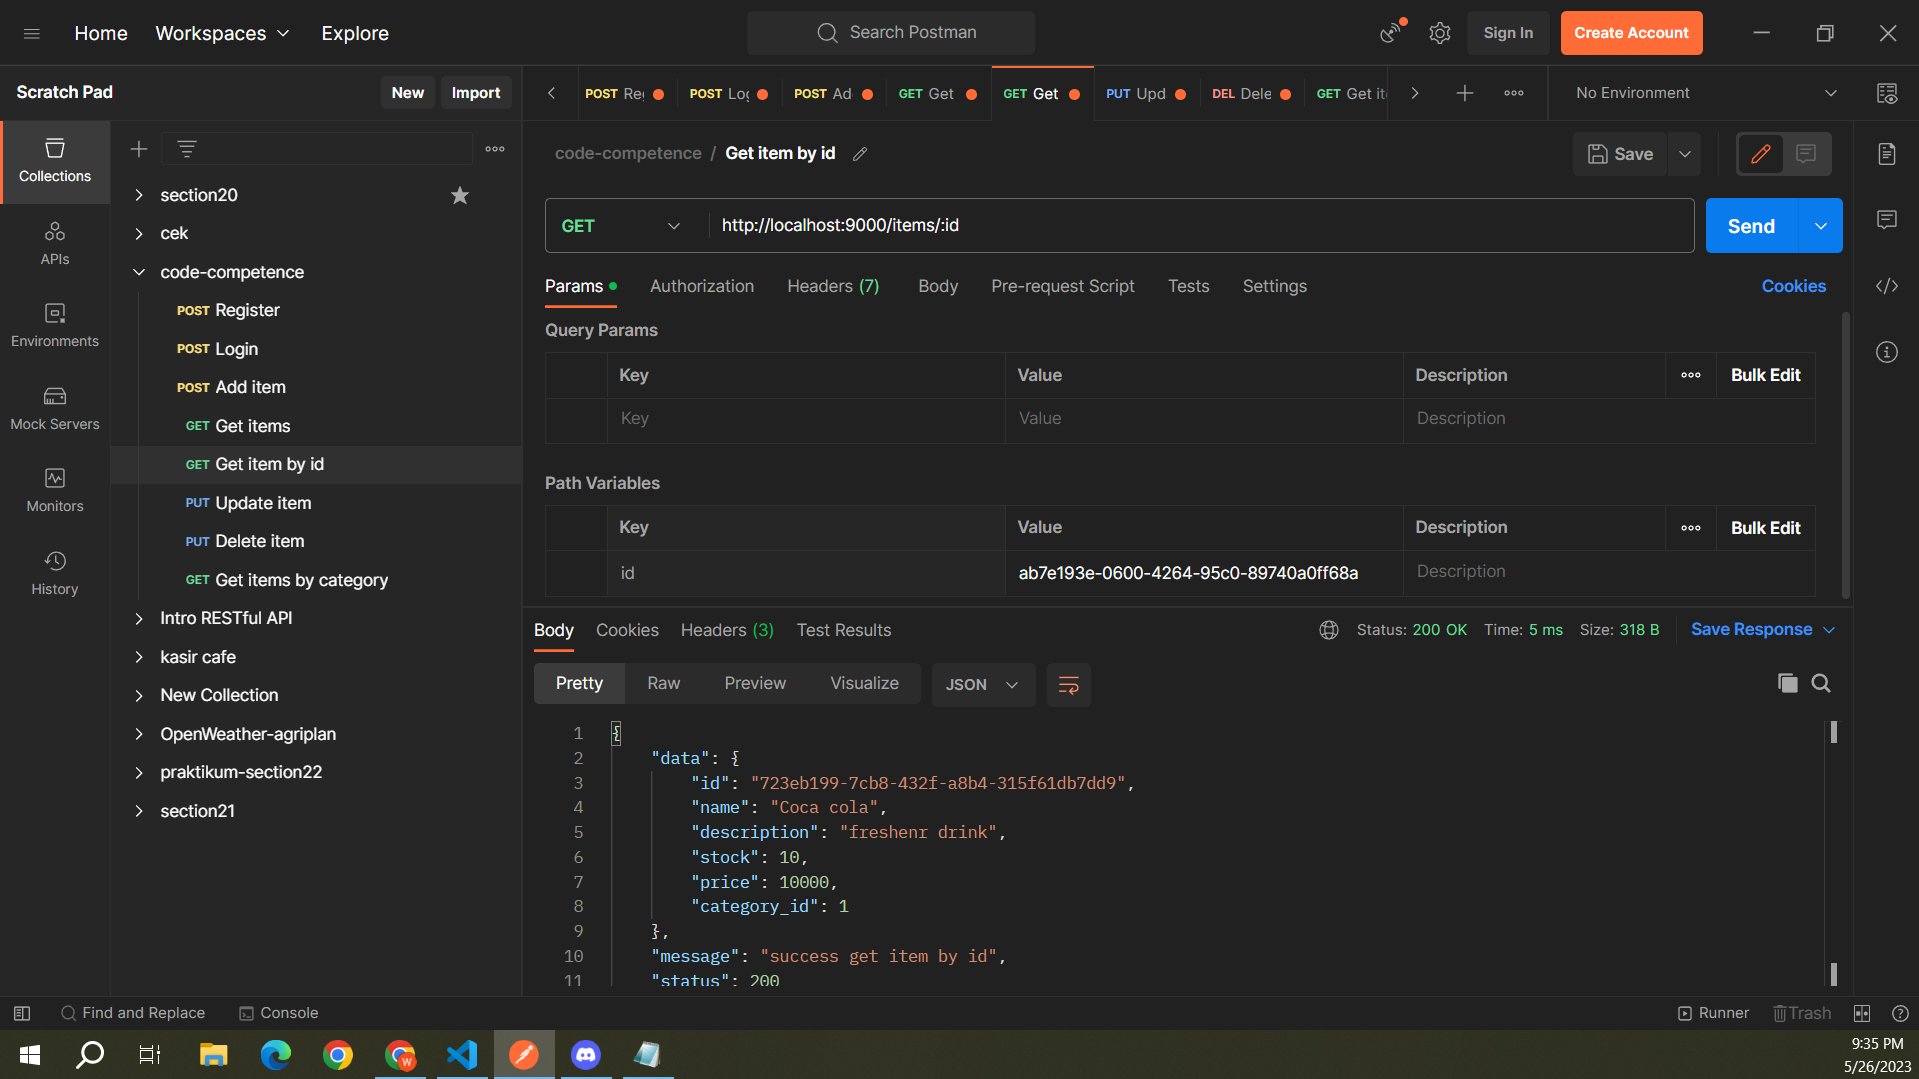 Home Workspaces Explore Search Postman Sign In Create Account
Scratch Pad New Import
POST Re POST Log POST Ad GET Get GET Get PUT Upd DEL Dele GET Get it No Environment
Collections
APIs
Environments
Mock Servers
Monitors
History
section20
cek
code-competence
POST Register
POST Login
POST Add item
GET Get items
GET Get item by id
PUT Update item
PUT Delete item
GET Get items by category
Intro RESTful API
kasir cafe
New Collection
OpenWeather-agriplan
praktikum-section22
section21
code-competence / Get item by id Save
GET http://localhost:9000/items/:id Send
Params Authorization Headers (7) Body Pre-request Script Tests Settings Cookies
Query Params
Key Value Description Bulk Edit
Key Value Description
Path Variables
Key Value Description Bulk Edit
id ab7e193e-0600-4264-95c0-89740a0ff68a Description
Body Cookies Headers (3) Test Results Status: 200 OK Time: 5 ms Size: 318 B Save Response
Pretty Raw Preview Visualize JSON
1 {
2 "data": {
3 "id": "723eb199-7cb8-432f-a8b4-315f61db7dd9",
4 "name": "Coca cola",
5 "description": "freshenr drink",
6 "stock": 10,
7 "price": 10000,
8 "category_id": 1
9 },
10 "message": "success get item by id",
11 "status": 200
Find and Replace Console Runner Trash
9:35 PM
5/26/2023